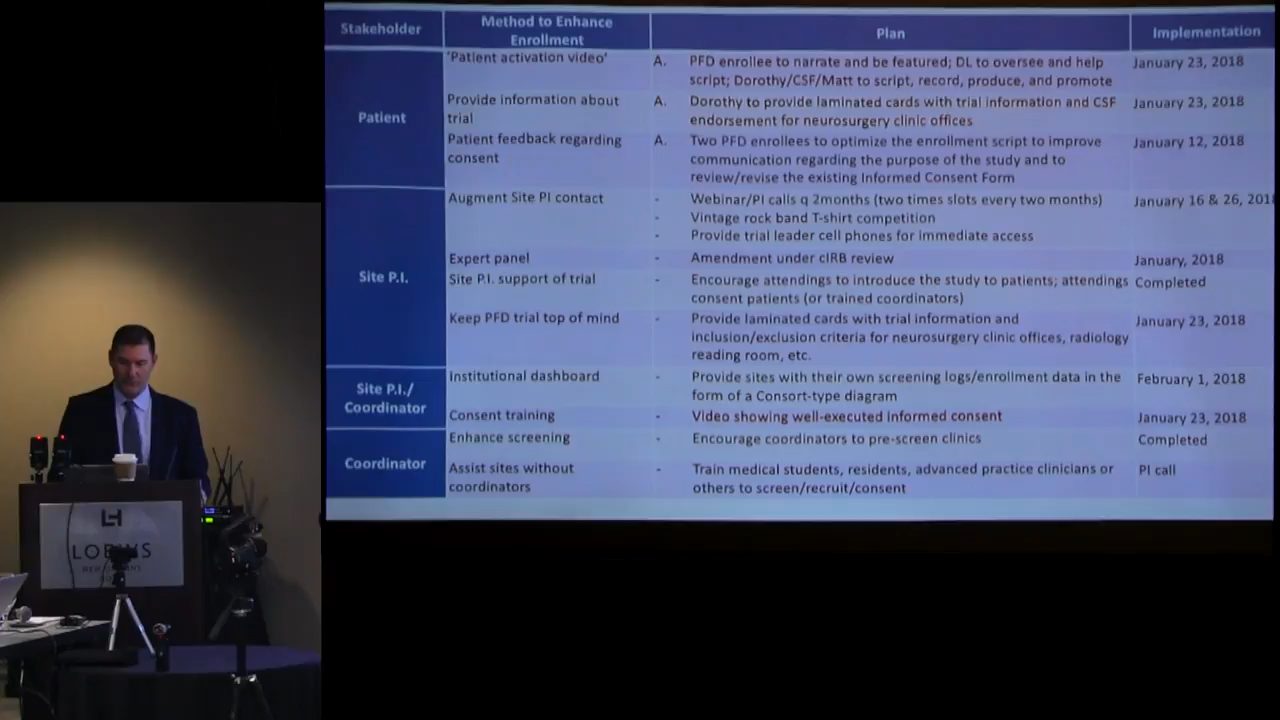 Stakeholder
Method to Enhance
Enrollment
Plan
Implementation
Patient
'Patient activation video'
A. PFD enrollee to narrate and be featured; DL to oversee and help
script; Dorothy/CSF/Matt to script, record, produce, and promote
January 23, 2018
Provide information about
trial
A. Dorothy to provide laminated cards with trial information and CSF
endorsement for neurosurgery clinic offices
January 23, 2018
Patient feedback regarding
consent
A. Two PFD enrollees to optimize the enrollment script to improve
communication regarding the purpose of the study and to
review/revise the existing Informed Consent Form
January 12, 2018
Site P.I.
Augment Site PI contact
- Webinar/PI calls q 2months (two times slots every two months)
- Vintage rock band T-shirt competition
- Provide trial leader cell phones for immediate access
January 16 & 26, 2018
Expert panel
- Amendment under cIRB review
January, 2018
Site P.I. support of trial
- Encourage attendings to introduce the study to patients; attendings
consent patients (or trained coordinators)
Completed
Keep PFD trial top of mind
- Provide laminated cards with trial information and
inclusion/exclusion criteria for neurosurgery clinic offices, radiology
reading room, etc.
January 23, 2018
Site P.I./
Coordinator
Institutional dashboard
- Provide sites with their own screening logs/enrollment data in the
form of a Consort-type diagram
February 1, 2018
Consent training
- Video showing well-executed informed consent
January 23, 2018
Coordinator
Enhance screening
- Encourage coordinators to pre-screen clinics
Completed
Assist sites without
coordinators
- Train medical students, residents, advanced practice clinicians or
others to screen/recruit/consent
PI call
LH
LOEWS